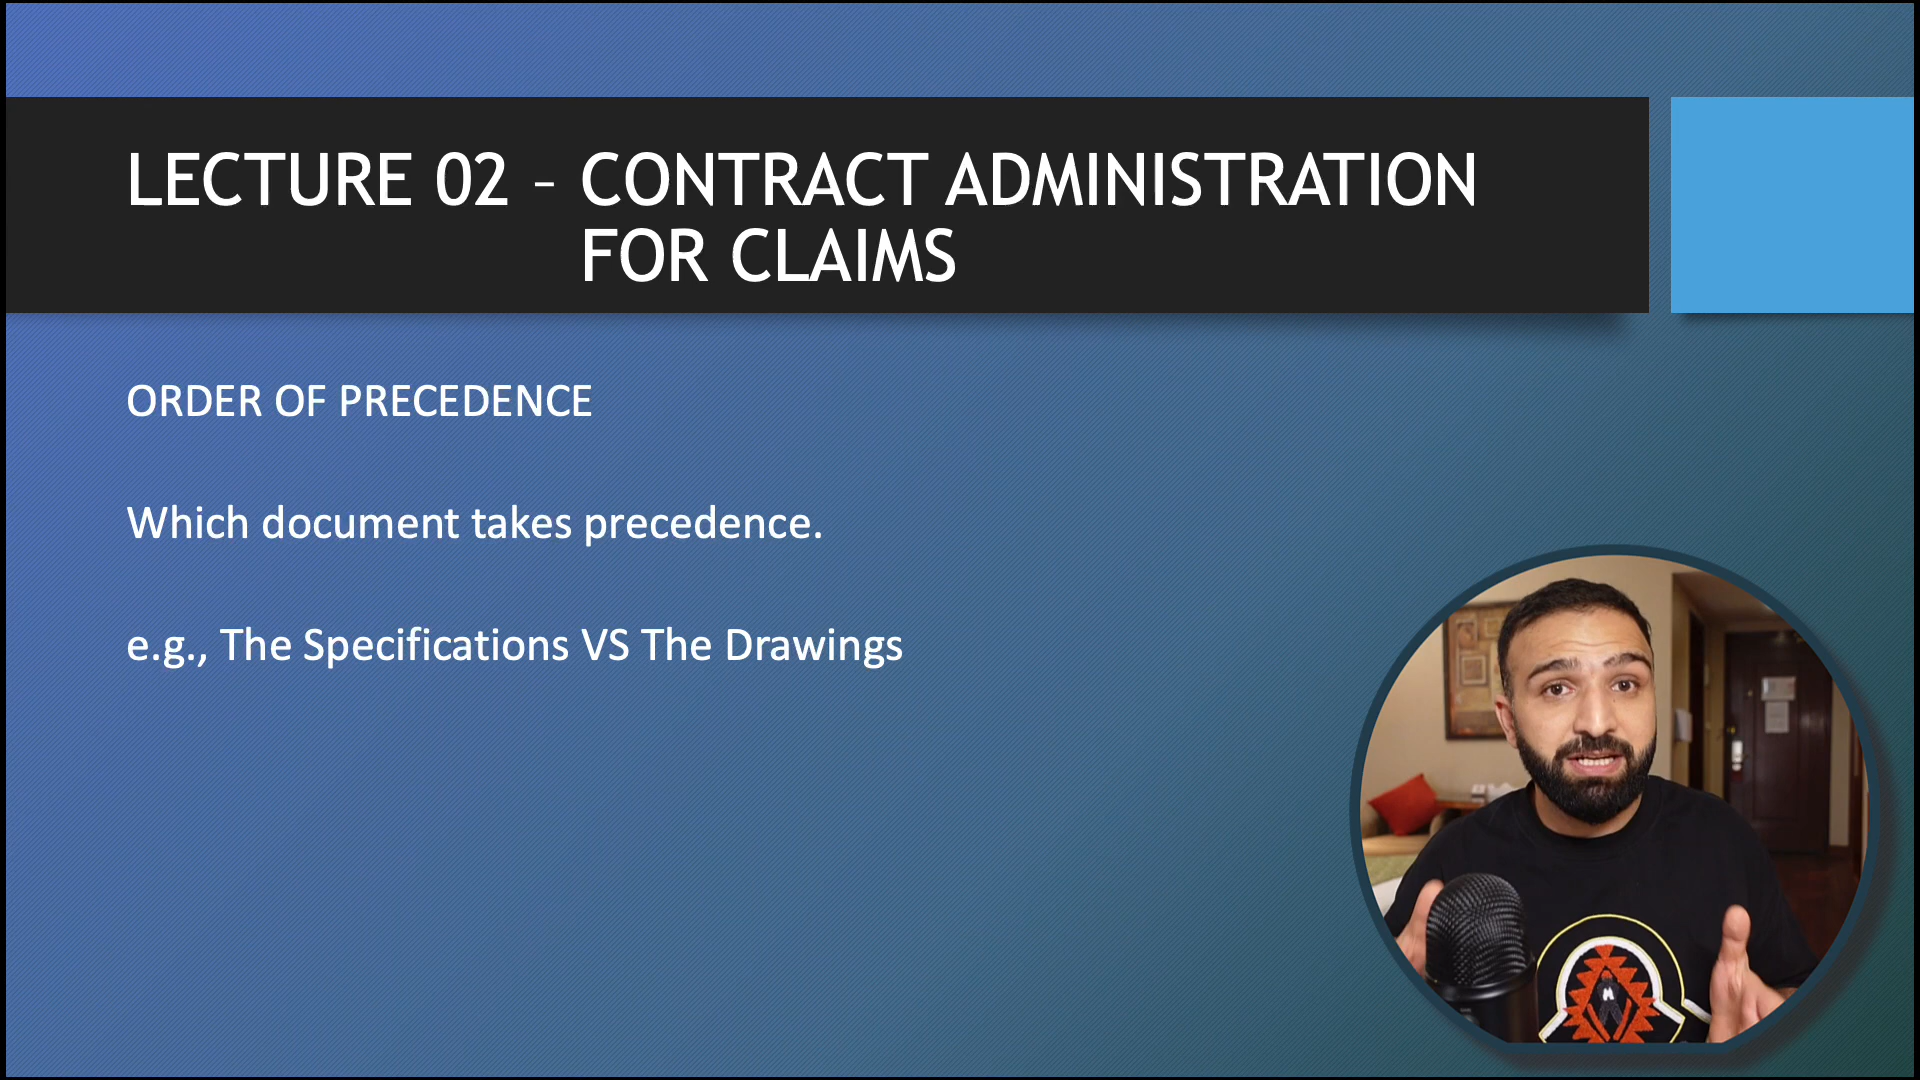 LECTURE 02 – CONTRACT ADMINISTRATION
FOR CLAIMS
ORDER OF PRECEDENCE
Which document takes precedence.
e.g., The Specifications VS The Drawings